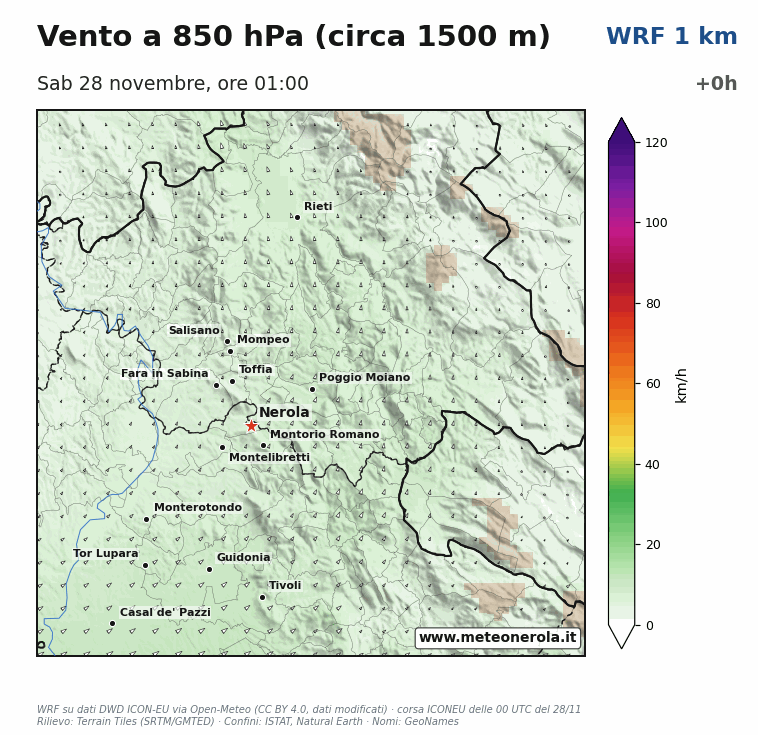 Vento a 850 hPa (circa 1500 m)
WRF 1 km
Sab 28 novembre, ore 01:00
+0h
Rieti
Salisano
Mompeo
Fara in Sabina
Toffia
Poggio Moiano
Nerola
Montorio Romano
Montelibretti
Monterotondo
Tor Lupara
Guidonia
Tivoli
Casal de' Pazzi
www.meteonerola.it
120
100
80
60
40
20
0
km/h
WRF su dati DWD ICON-EU via Open-Meteo (CC BY 4.0, dati modificati) · corsa ICONEU delle 00 UTC del 28/11
Rilievo: Terrain Tiles (SRTM/GMTED) · Confini: ISTAT, Natural Earth · Nomi: GeoNames